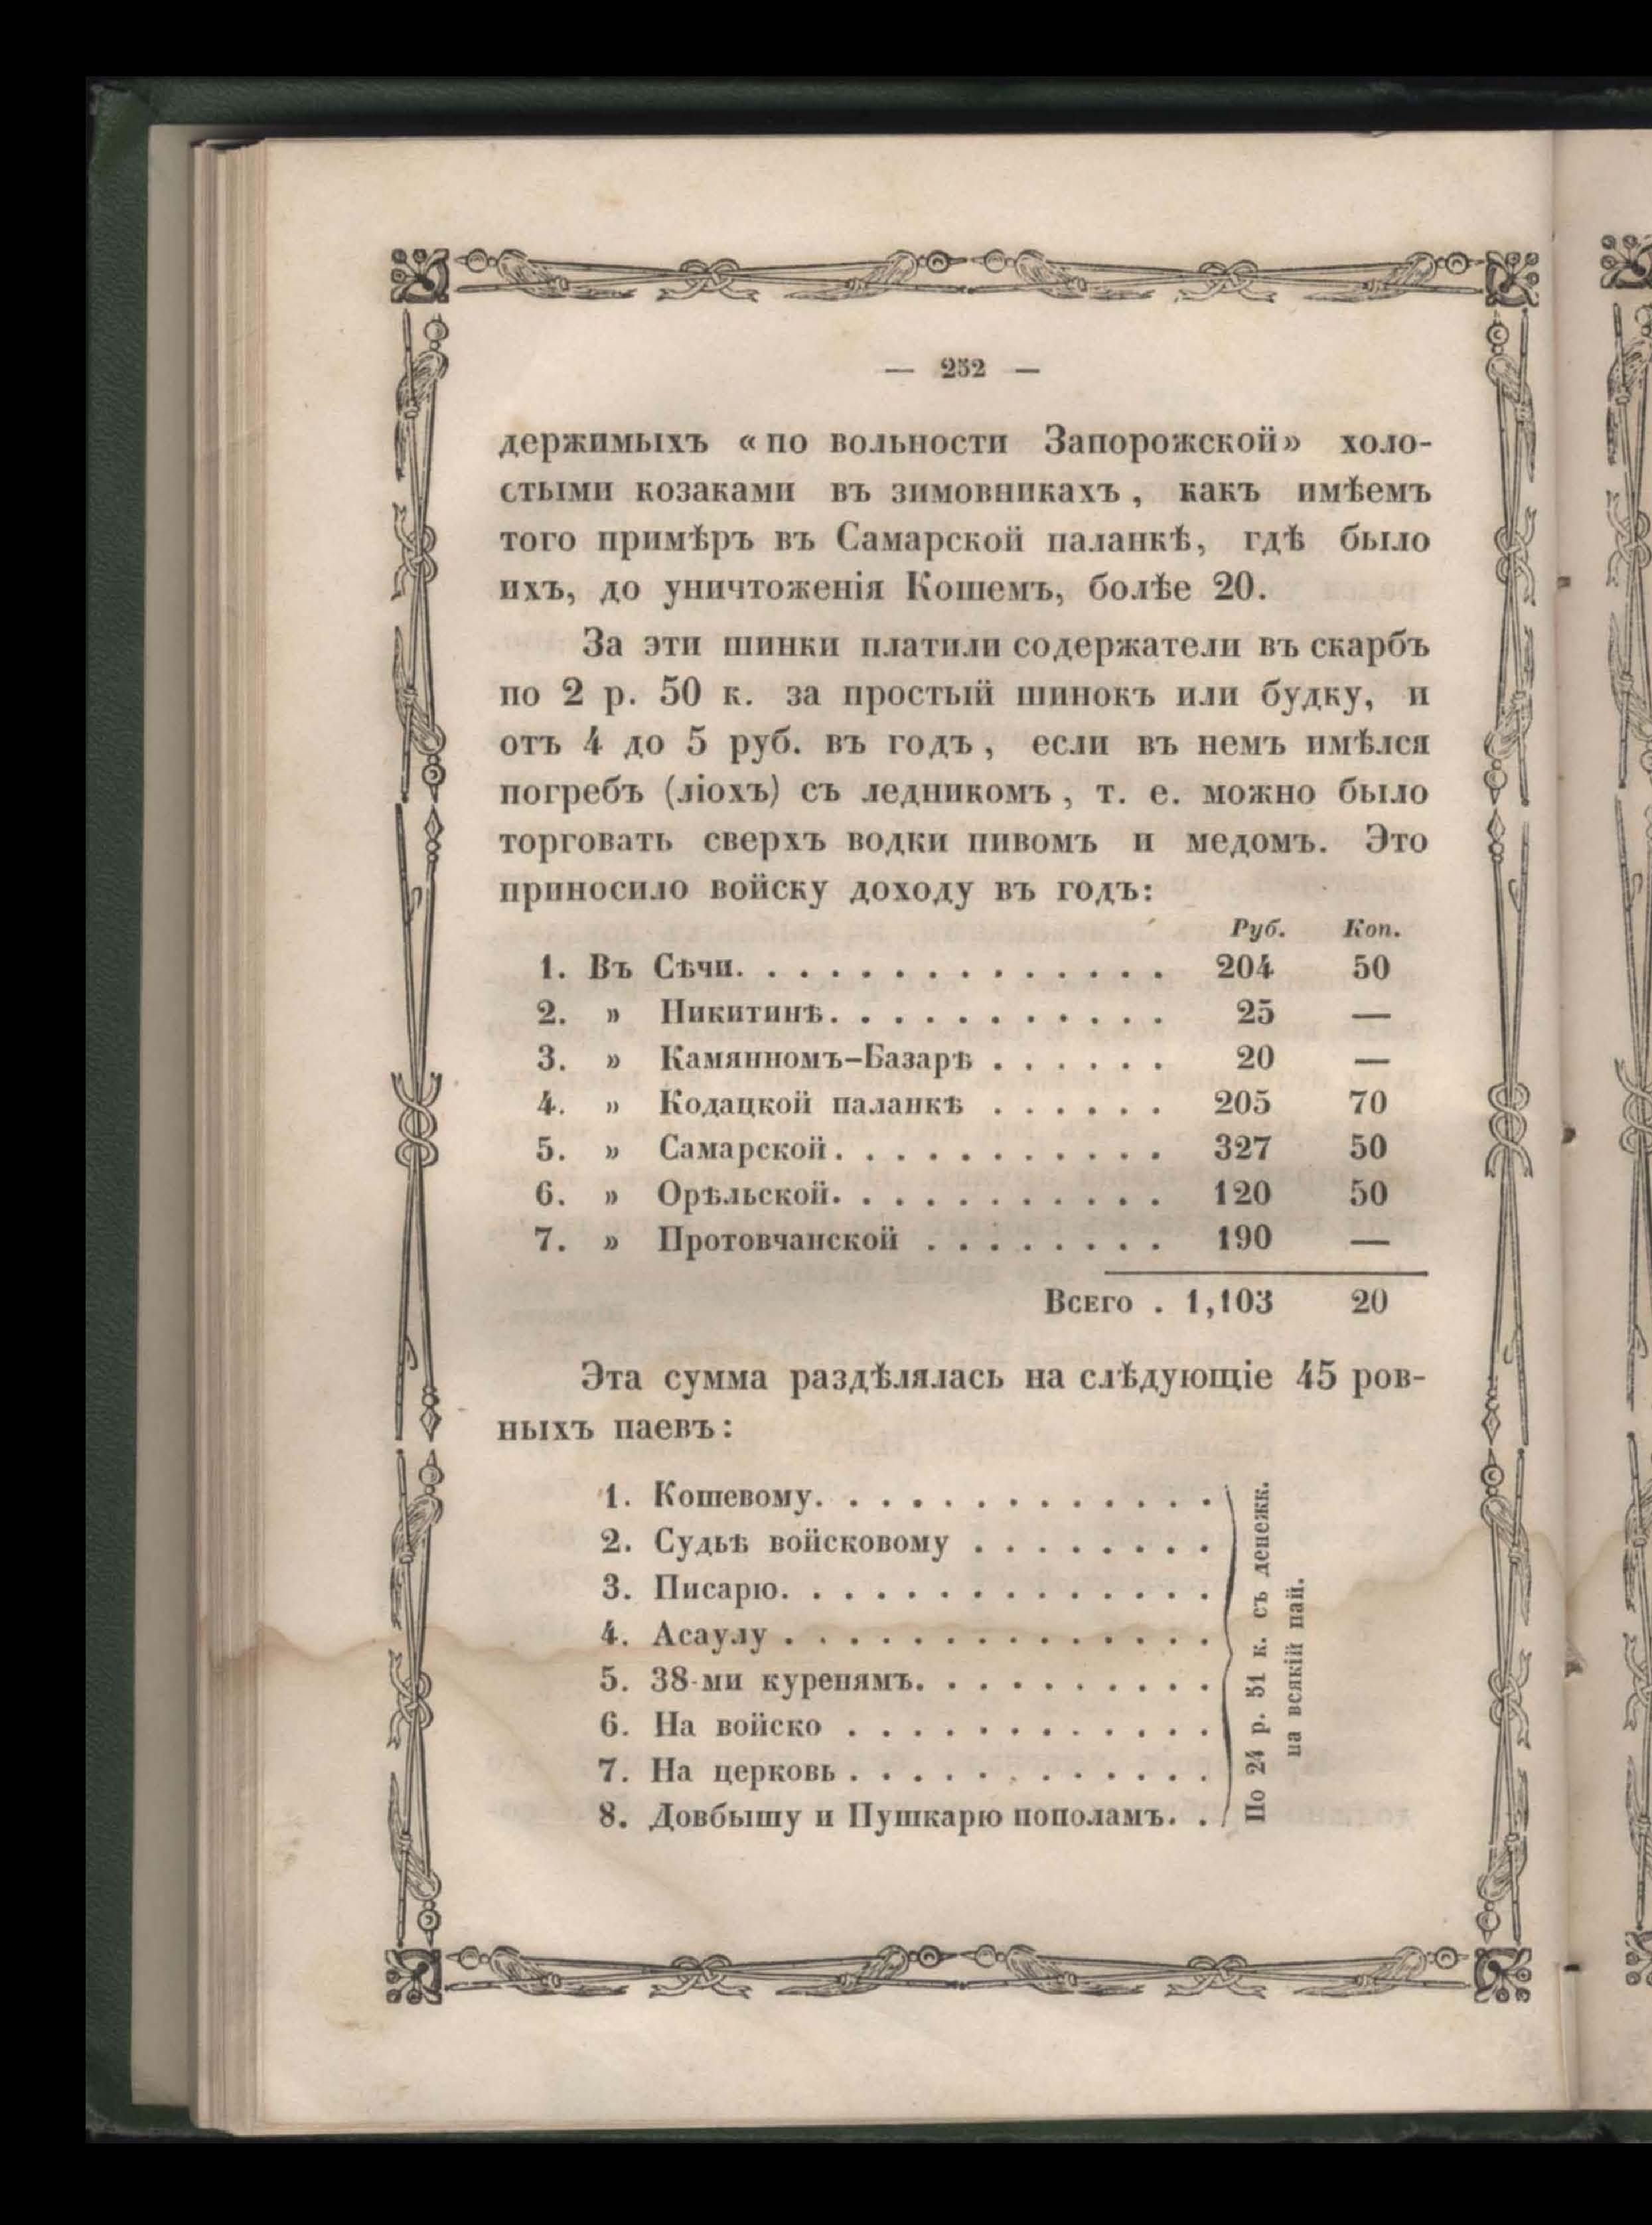 — 252 —
держимыхъ «по вольности Запорожской» холо-
стыми козаками въ зимовникахъ, какъ имѣемъ
того примѣръ въ Самарской паланкѣ, гдѣ было
ихъ, до уничтоженія Кошемъ, болѣе 20.
За эти шинки платили содержатели въ скарбъ
по 2 р. 50 к. за простый шинокъ или будку, и
отъ 4 до 5 руб. въ годъ, если въ немъ имѣлся
погребъ (ліохъ) съ ледникомъ, т. е. можно было
торговать сверхъ водки пивомъ и медомъ. Это
приносило войску доходу въ годъ:
Руб. Коп.
1. Въ Сѣчи. . . . . . . . . . . . . . . 204 50
2. » Никитинѣ. . . . . . . . . . . . 25 —
3. » Камянномъ-Базарѣ . . . . . . 20 —
4. » Кодацкой паланкѣ . . . . . . 205 70
5. » Самарской. . . . . . . . . . . . 327 50
6. » Орѣльской. . . . . . . . . . . . 120 50
7. » Протовчанской . . . . . . . . 190 —
Всего . 1,103 20
Эта сумма раздѣлялась на слѣдующіе 45 ров-
ныхъ паевъ:
1. Кошевому. . . . . . . . . . . . . .
2. Судьѣ войсковому . . . . . . . .
3. Писарю. . . . . . . . . . . . . . .
4. Асаулу . . . . . . . . . . . . . . .
5. 38-ми куренямъ. . . . . . . . . .
6. На войско . . . . . . . . . . . .
7. На церковь . . . . . . . . . . . .
8. Довбышу и Пушкарю пополамъ. .
По 24 р. 51 к. съ денежк.
на всякій пай.